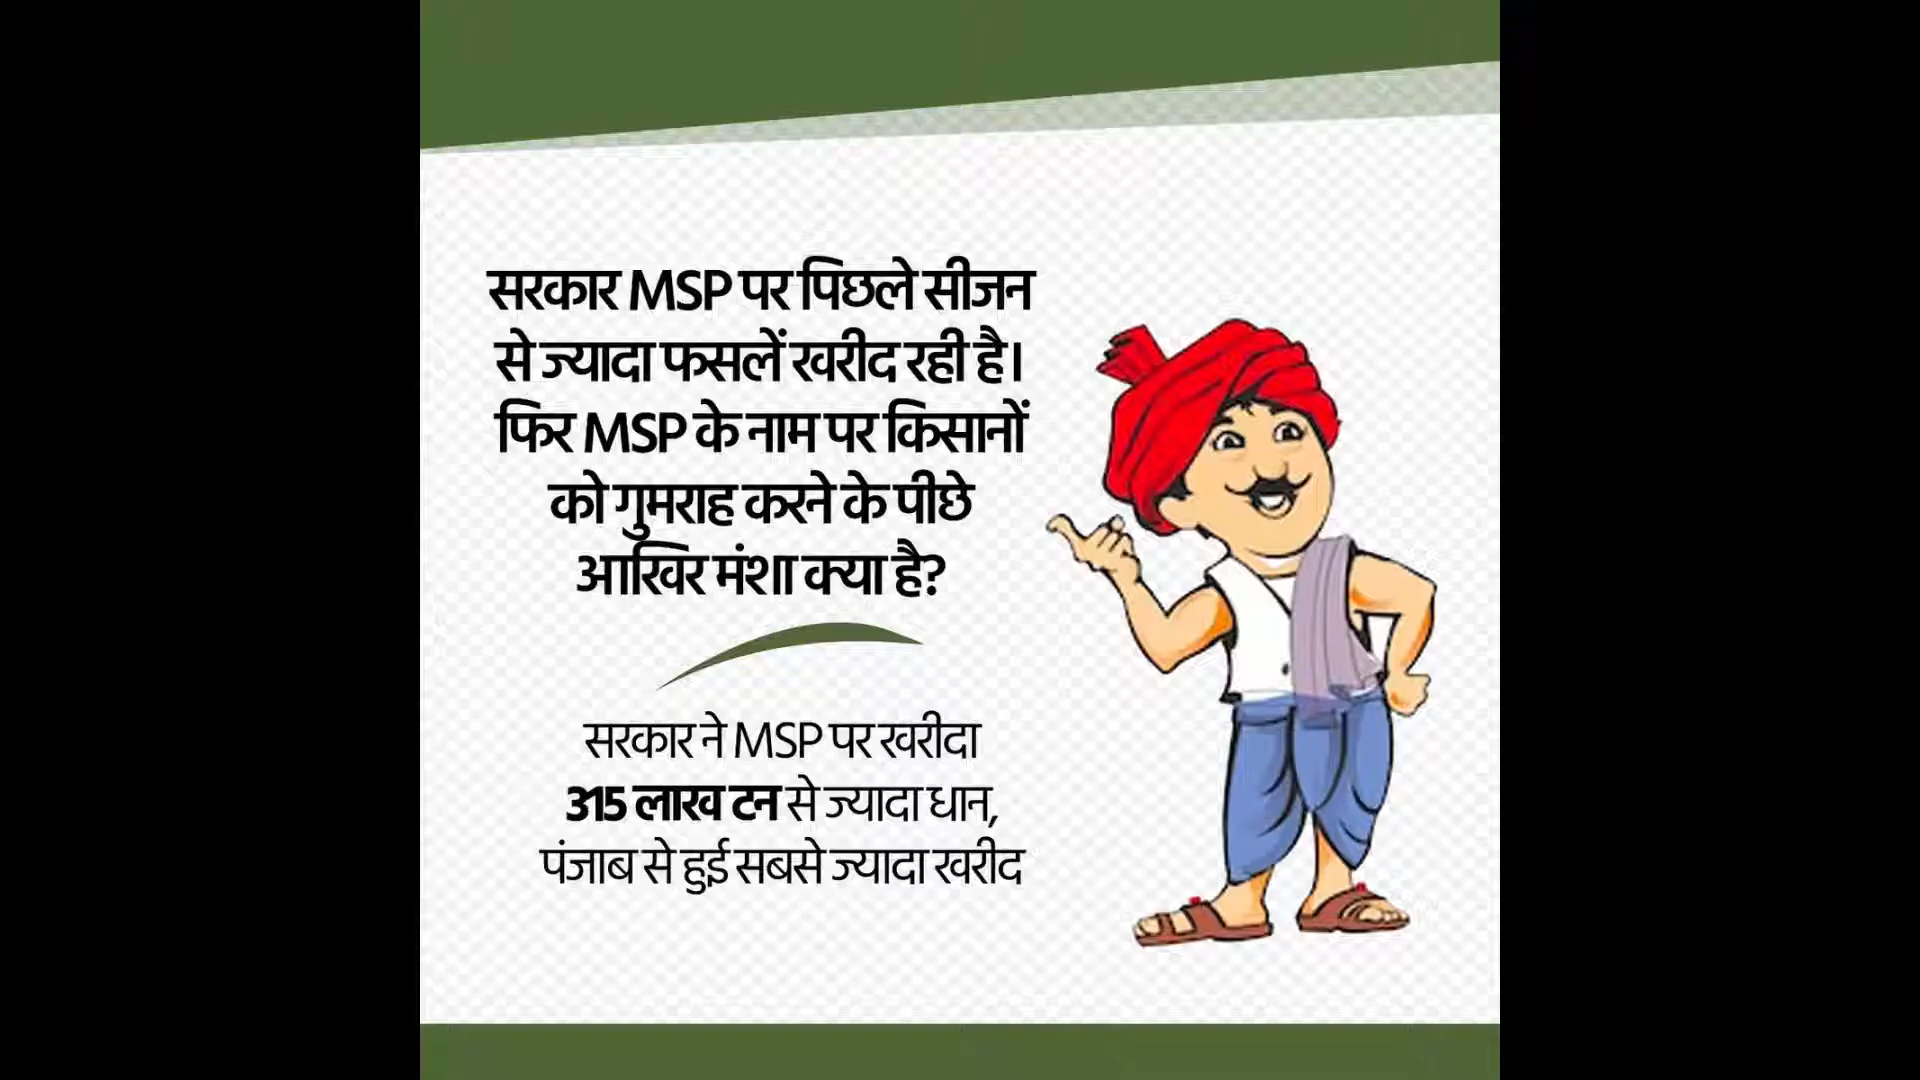 सरकार MSP पर पिछले सीजन
से ज्यादा फसलें खरीद रही है।
फिर MSP के नाम पर किसानों
को गुमराह करने के पीछे
आखिर मंशा क्या है?
सरकार ने MSP पर खरीदा
315 लाख टन से ज्यादा धान,
पंजाब से हुई सबसे ज्यादा खरीद